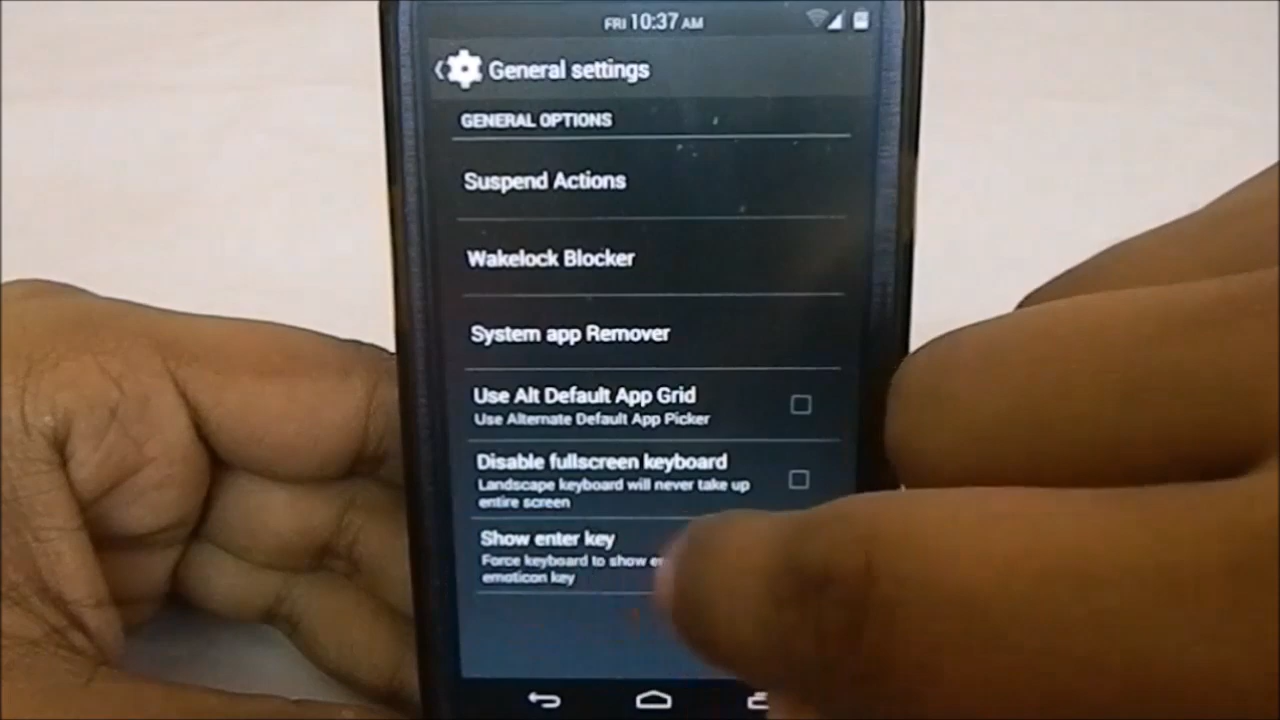 FRI 10:37 AM
General settings
GENERAL OPTIONS
Suspend Actions
Wakelock Blocker
System app Remover
Use Alt Default App Grid
Use Alternate Default App Picker
Disable fullscreen keyboard
Landscape keyboard will never take up
entire screen
Show enter key
Force keyboard to show
emoticon key